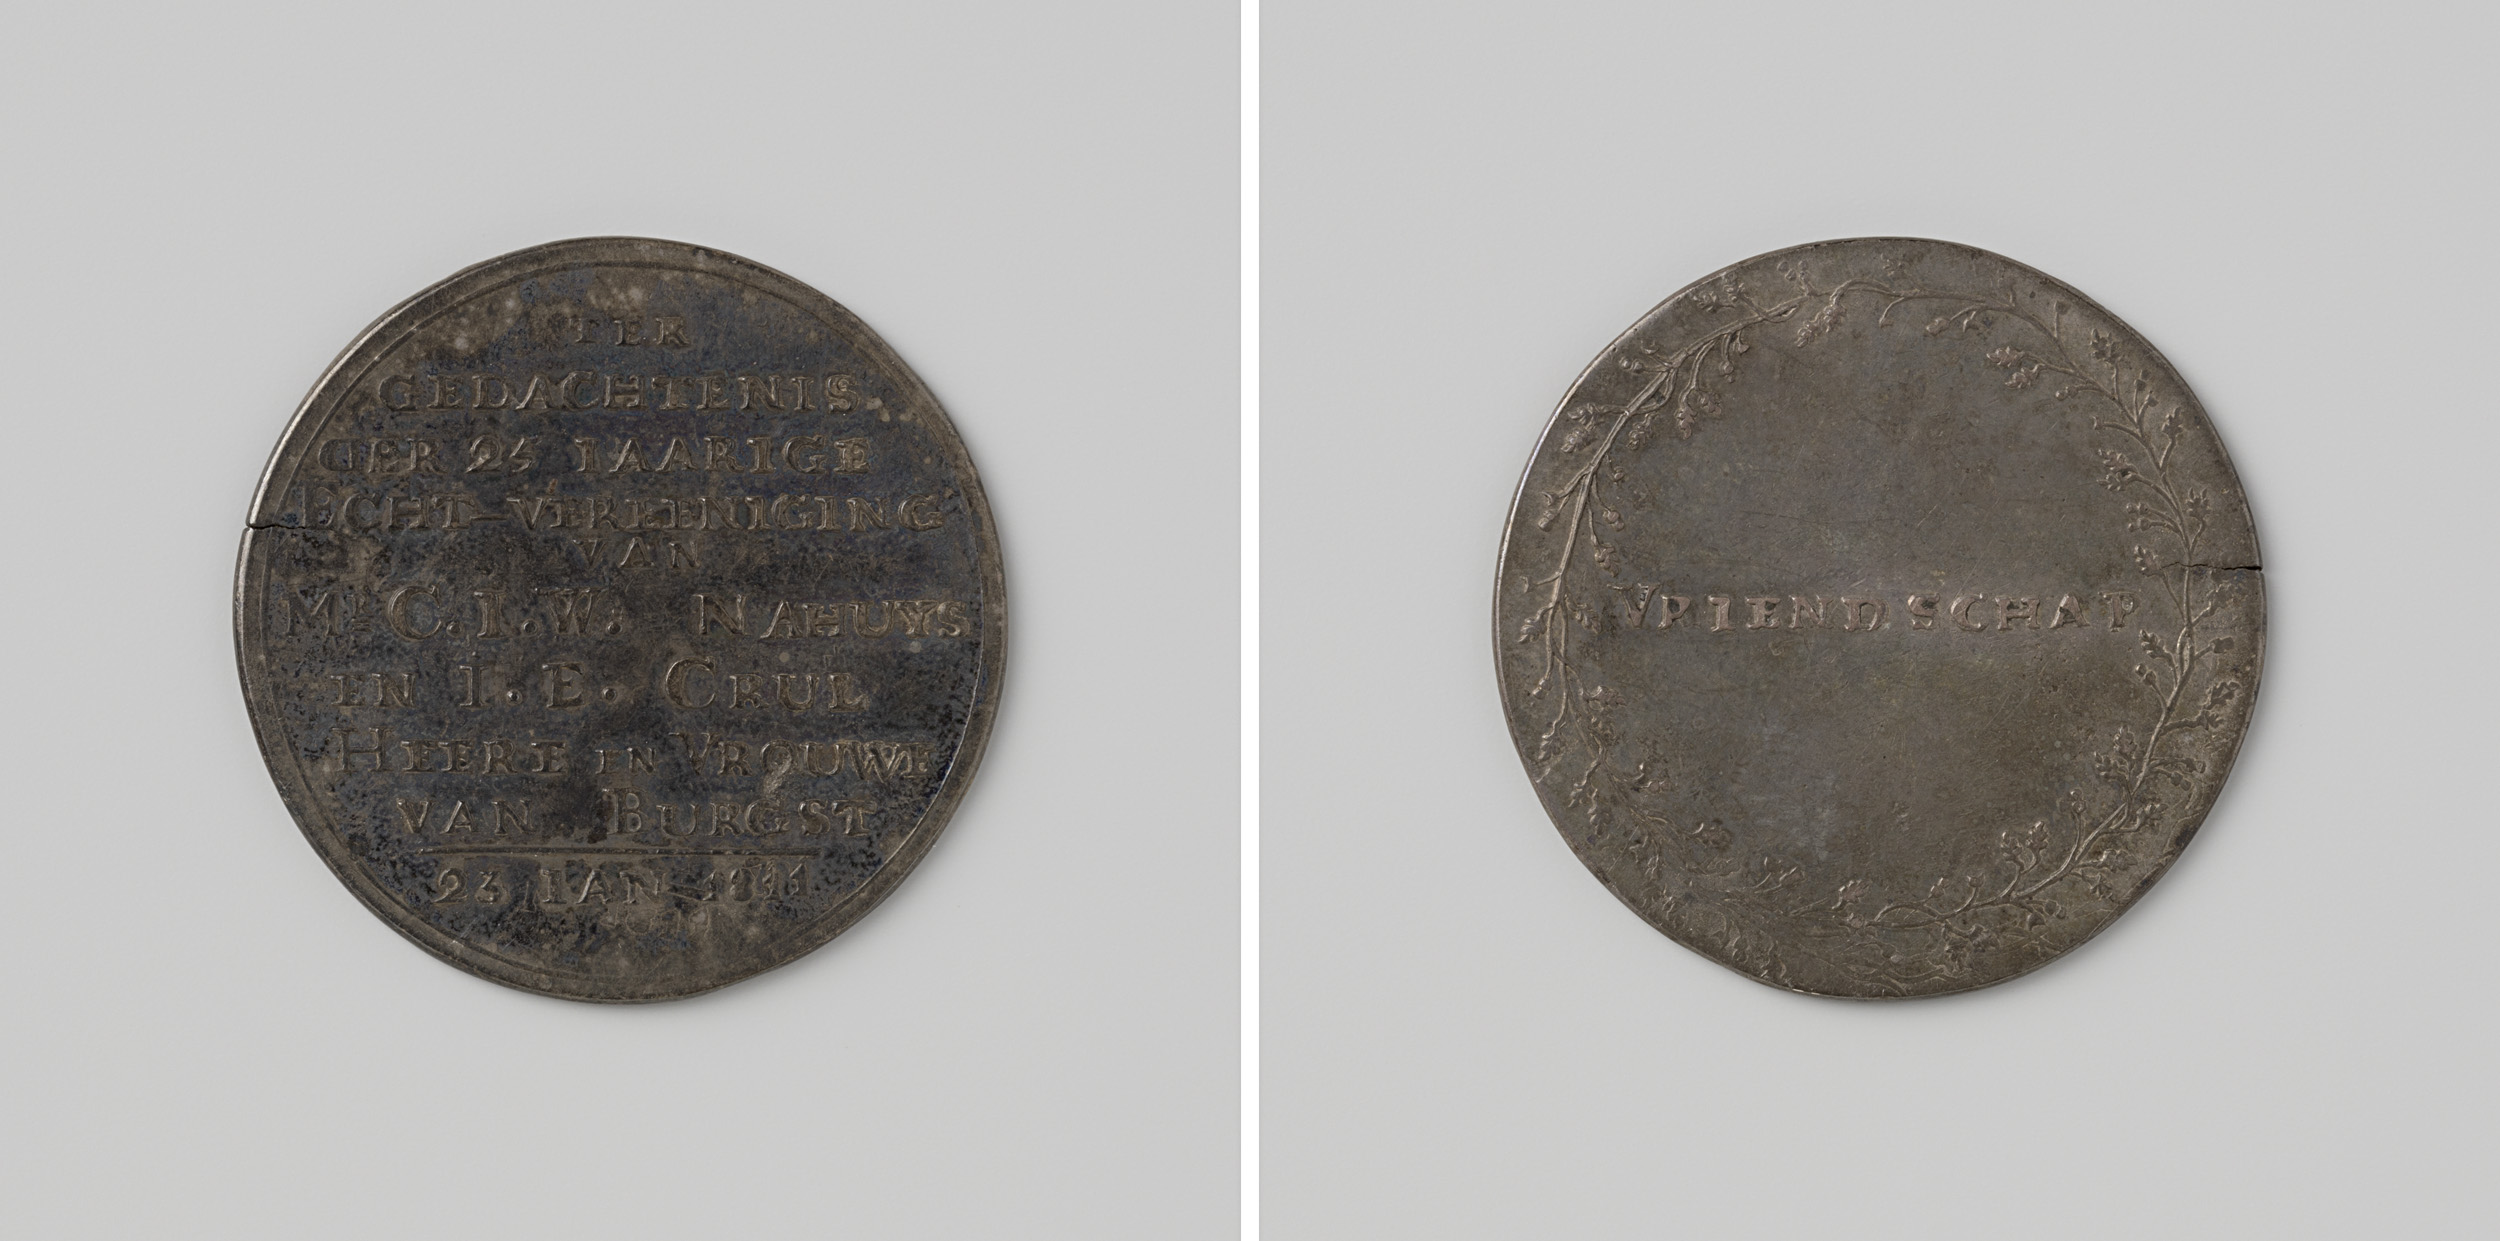 TER
GEDACHTENIS
DER 25 IAARIGE
ECHT-VEREENIGING
VAN
Mr C.I.W: NAHUYS
EN I.E. CRUL
HEERE EN VROUWE
VAN BURGST
23 IAN 1811
VRIENDSCHAP